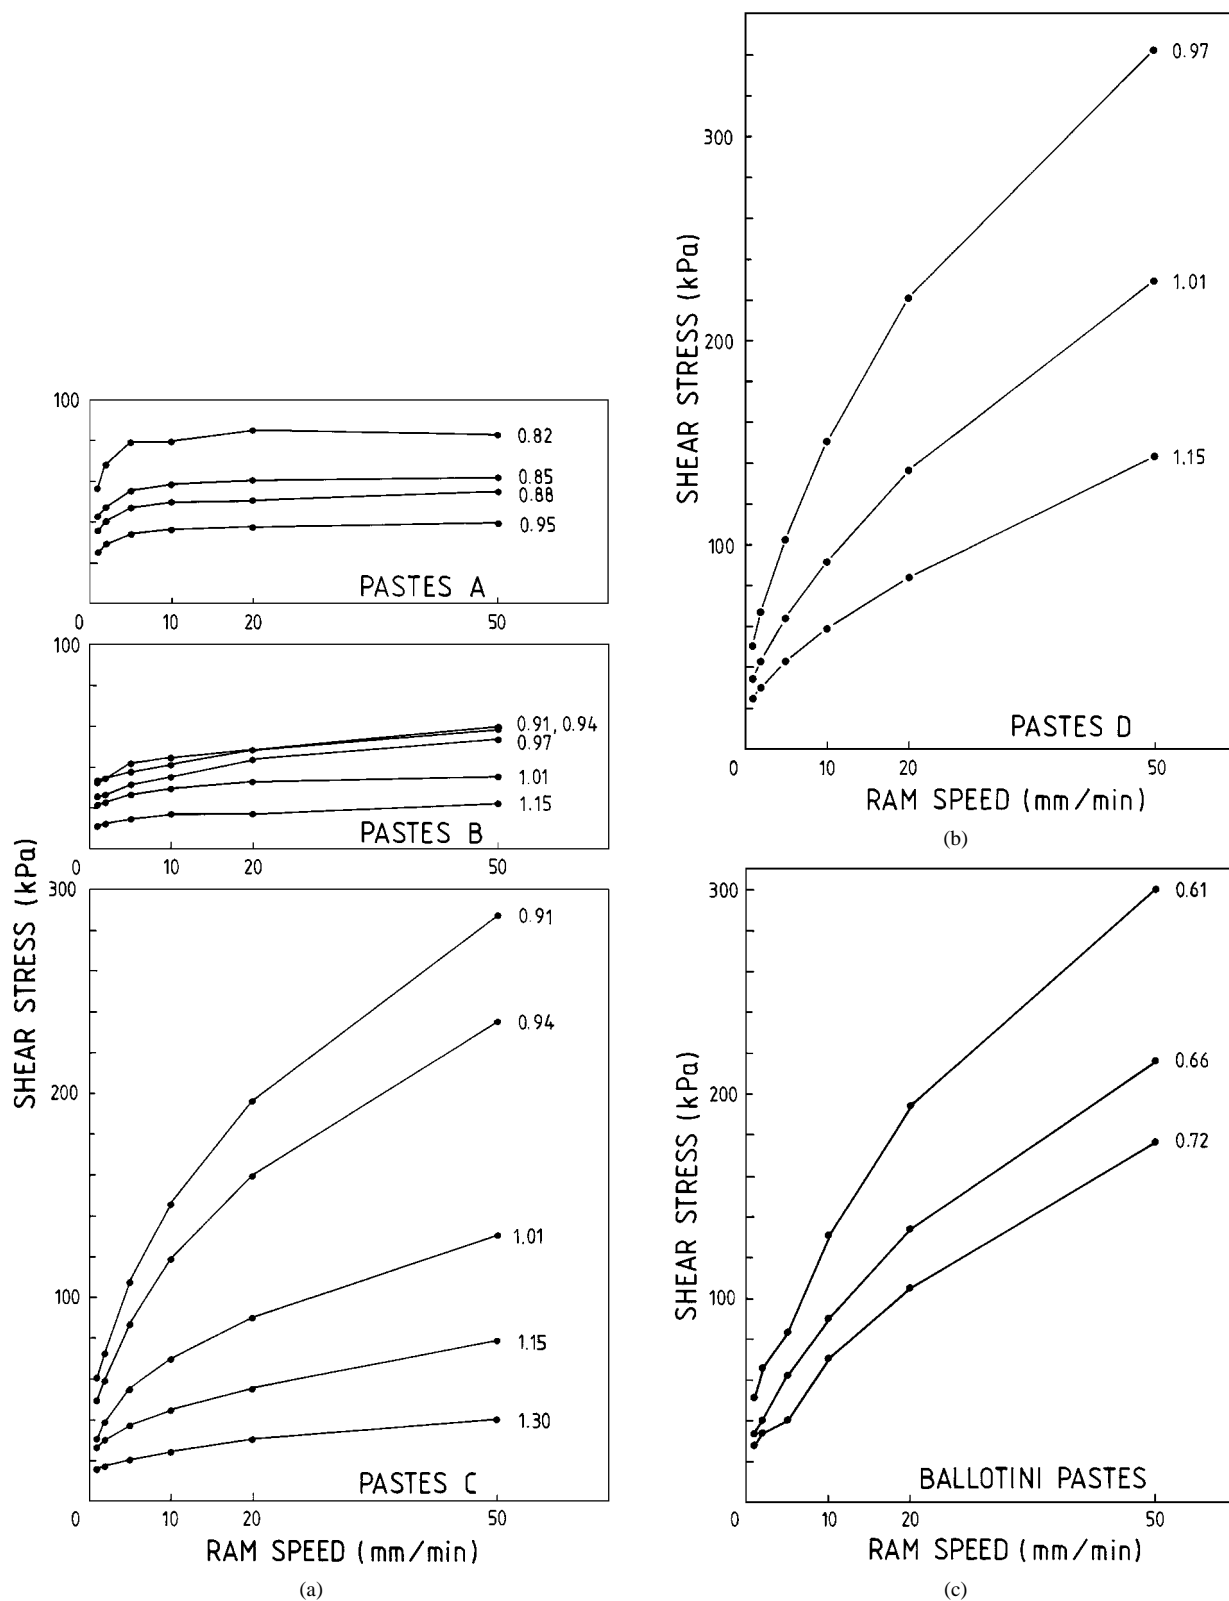 100
0.82
0.85
0.88
0.95
PASTES A
0 10 20 50
100
0.91, 0.94
0.97
1.01
1.15
PASTES B
0 10 20 50
SHEAR STRESS (kPa)
300
0.91
0.94
200
1.01
100
1.15
1.30
PASTES C
0 10 20 50
RAM SPEED (mm/min)
(a)
0.97
300
SHEAR STRESS (kPa)
1.01
200
1.15
100
PASTES D
0 10 20 50
RAM SPEED (mm/min)
(b)
300
0.61
SHEAR STRESS (kPa)
0.66
200
0.72
100
BALLOTINI PASTES
0 10 20 50
RAM SPEED (mm/min)
(c)